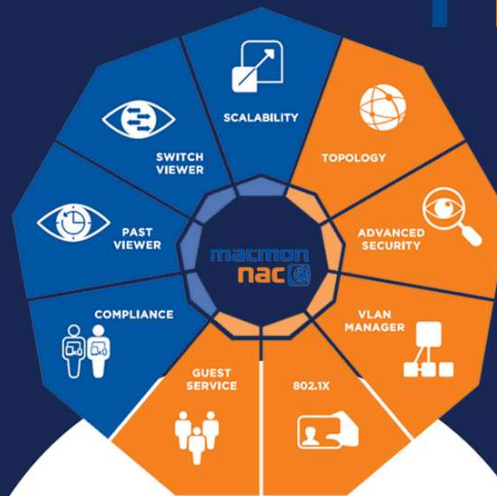 SCALABILITY
TOPOLOGY
ADVANCED
SECURITY
VLAN
MANAGER
802.1X
GUEST
SERVICE
COMPLIANCE
PAST
VIEWER
SWITCH
VIEWER
macmon
nac